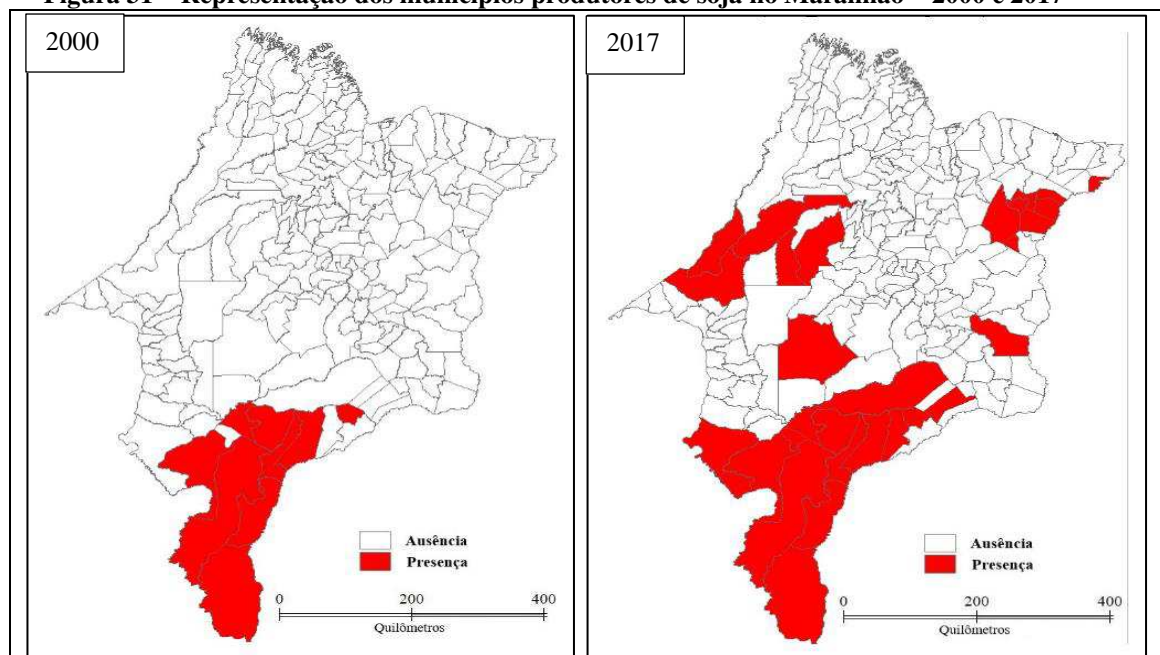 Figura 31 – Representação dos municípios produtores de soja no Maranhão – 2000 e 2017
2000
Ausência
Presença
0 200 400
Quilômetros
2017
Ausência
Presença
0 200 400
Quilômetros